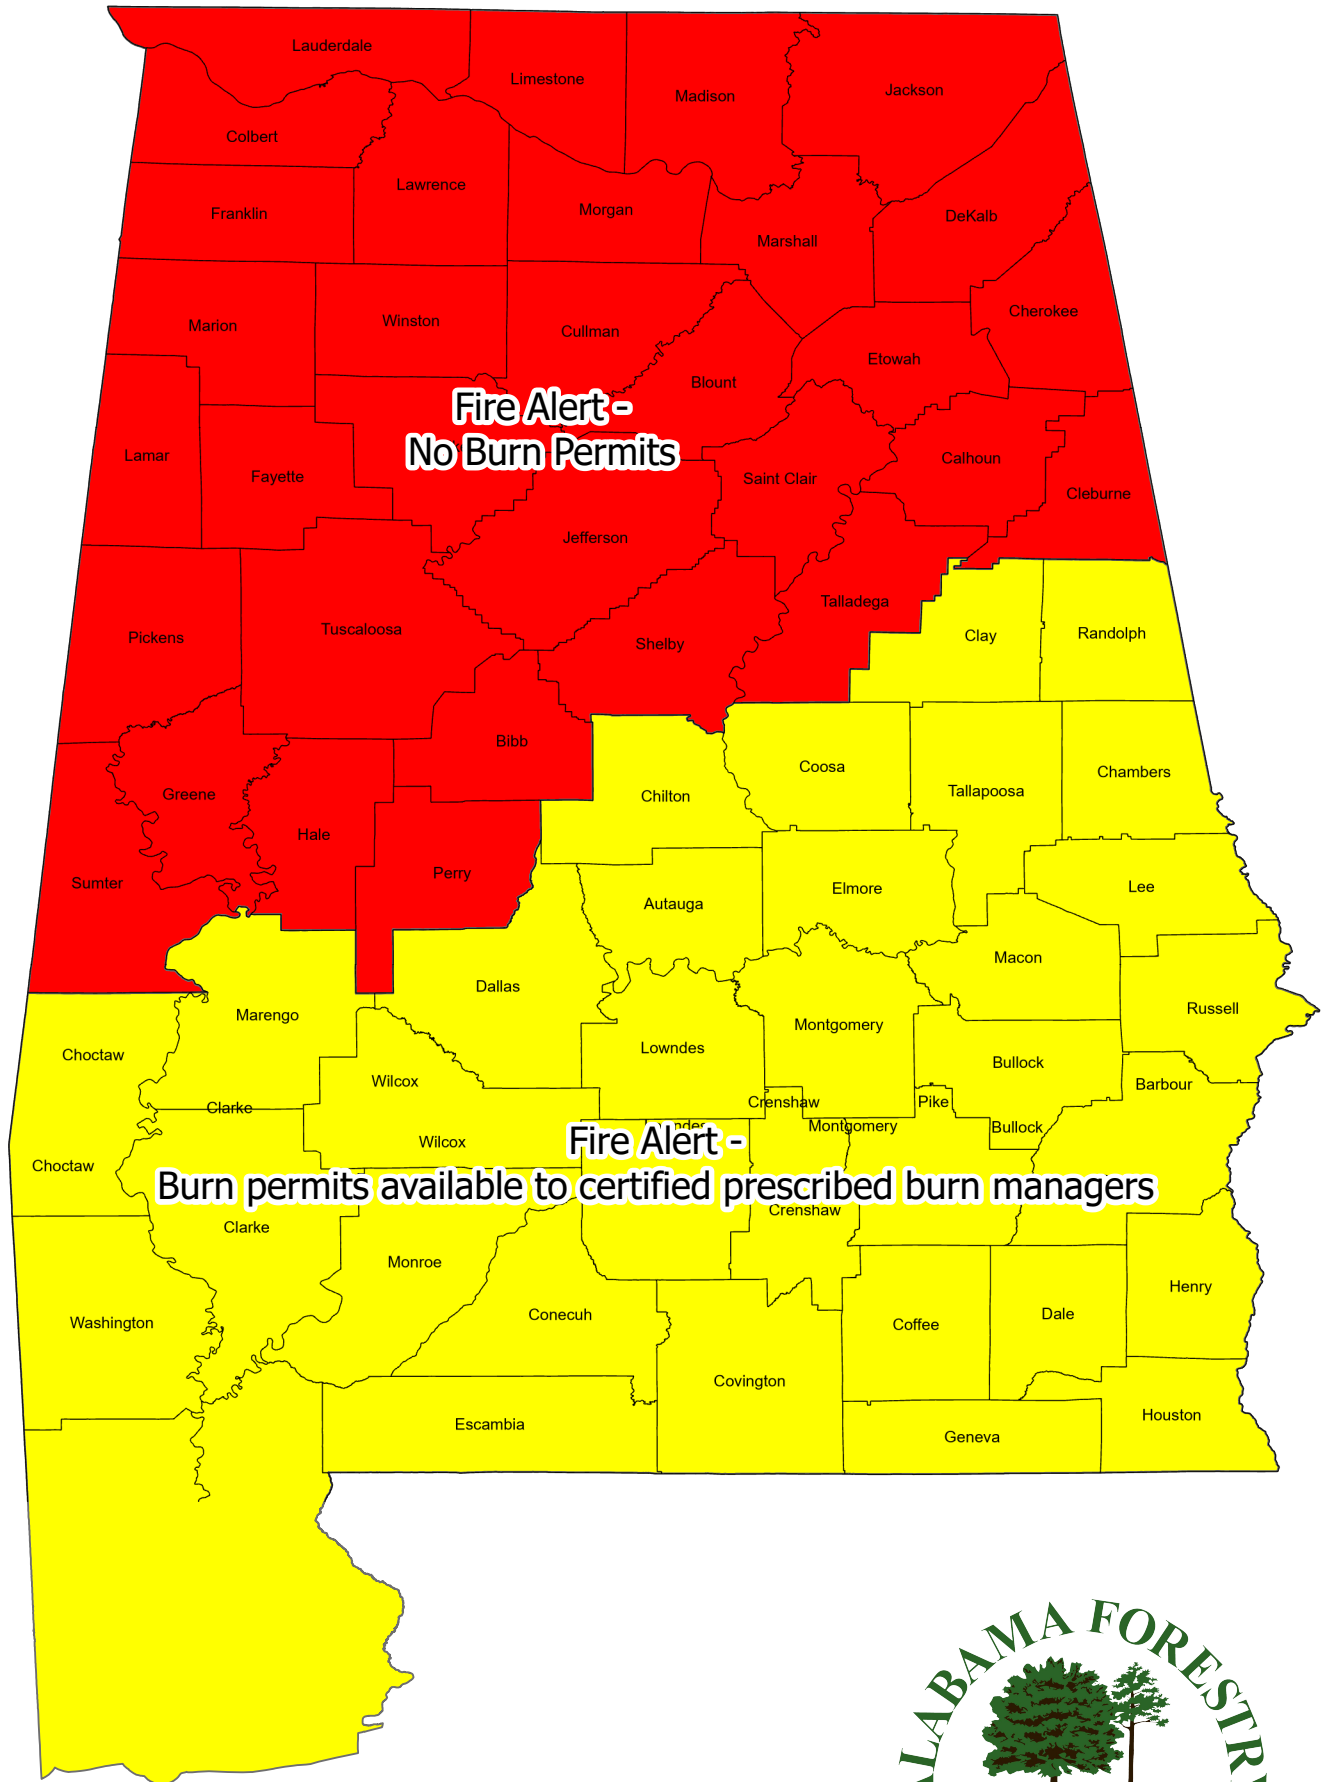 Lauderdale
Limestone
Madison
Jackson
Colbert
Lawrence
Franklin
Morgan
DeKalb
Marshall
Cherokee
Marion
Winston
Cullman
Etowah
Blount
Fire Alert -
No Burn Permits
Lamar
Fayette
Saint Clair
Calhoun
Cleburne
Jefferson
Talladega
Pickens
Tuscaloosa
Shelby
Clay
Randolph
Bibb
Coosa
Chambers
Greene
Chilton
Tallapoosa
Hale
Perry
Sumter
Autauga
Elmore
Lee
Macon
Dallas
Marengo
Montgomery
Russell
Choctaw
Lowndes
Bullock
Wilcox
Barbour
Clarke
Crenshaw
Pike
Montgomery
Bullock
Wilcox
Fire Alert -
Choctaw
Burn permits available to certified prescribed burn managers
Crenshaw
Clarke
Monroe
Washington
Conecuh
Coffee
Dale
Henry
Covington
Escambia
Geneva
Houston
ALABAMA FORESTR